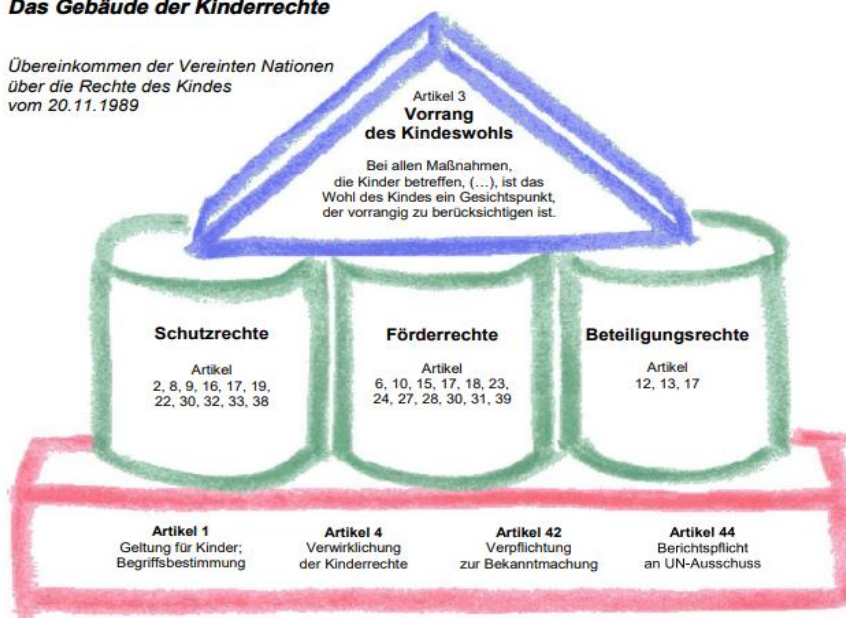 Das Gebäude der Kinderrechte
Übereinkommen der Vereinten Nationen
über die Rechte des Kindes
vom 20.11.1989
Artikel 3
Vorrang
des Kindeswohls
Bei allen Maßnahmen,
die Kinder betreffen, (…), ist das
Wohl des Kindes ein Gesichtspunkt,
der vorrangig zu berücksichtigen ist.
Schutzrechte
Artikel
2, 8, 9, 16, 17, 19,
22, 30, 32, 33, 38
Förderrechte
Artikel
6, 10, 15, 17, 18, 23,
24, 27, 28, 30, 31, 39
Beteiligungsrechte
Artikel
12, 13, 17
Artikel 1
Geltung für Kinder;
Begriffsbestimmung
Artikel 4
Verwirklichung
der Kinderrechte
Artikel 42
Verpflichtung
zur Bekanntmachung
Artikel 44
Berichtspflicht
an UN-Ausschuss